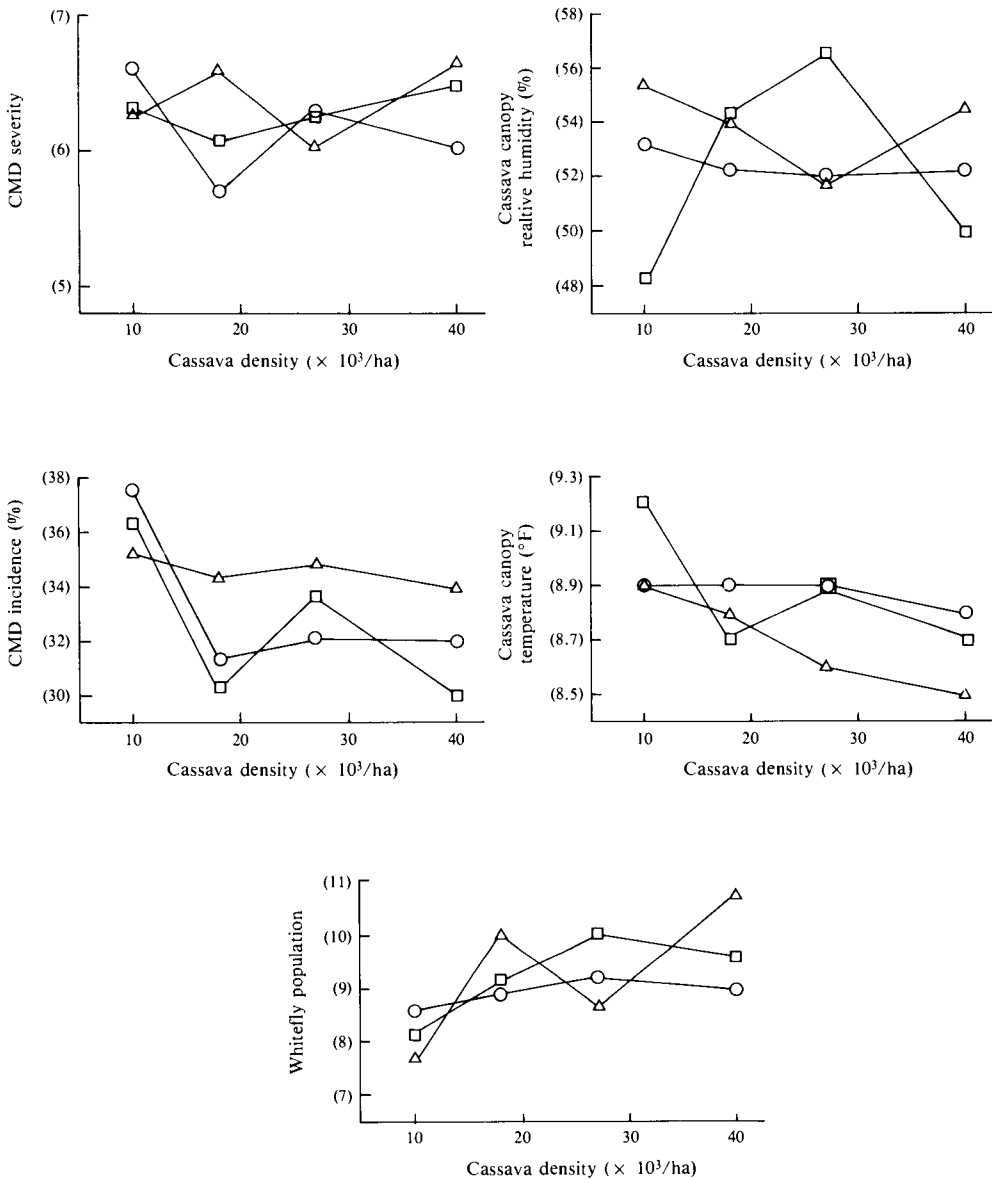 CMD severity
(7)
(6)
(5)
10 20 30 40
Cassava density (× 10³/ha)
Cassava canopy
realtive humidity (%)
(58)
(56)
(54)
(52)
(50)
(48)
10 20 30 40
Cassava density (× 10³/ha)
CMD incidence (%)
(38)
(36)
(34)
(32)
(30)
10 20 30 40
Cassava density (× 10³/ha)
Cassava canopy
temperature (°F)
(9.3)
(9.1)
(8.9)
(8.7)
(8.5)
10 20 30 40
Cassava density (× 10³/ha)
Whitefly population
(11)
(10)
(9)
(8)
(7)
10 20 30 40
Cassava density (× 10³/ha)